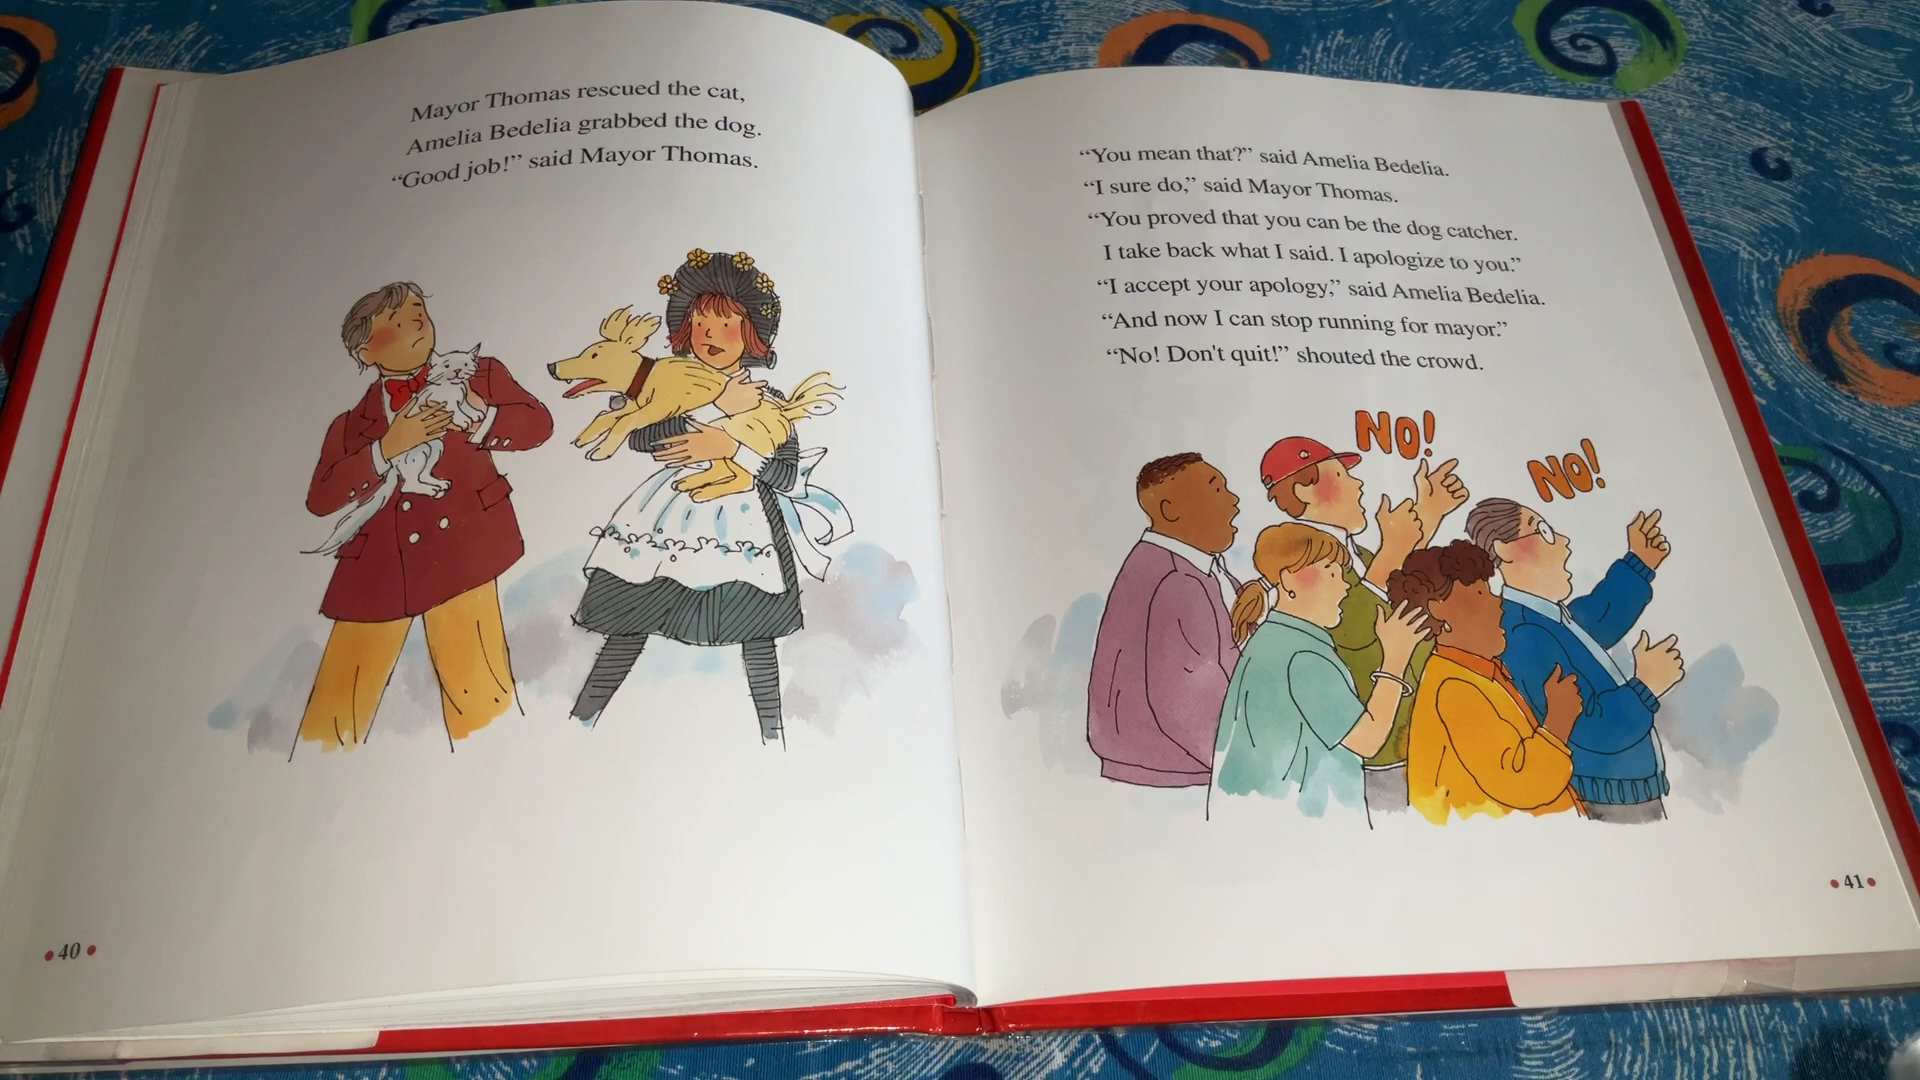 Mayor Thomas rescued the cat,
Amelia Bedelia grabbed the dog.
“Good job!” said Mayor Thomas.
• 40 •
“You mean that?” said Amelia Bedelia.
“I sure do,” said Mayor Thomas.
“You proved that you can be the dog catcher.
I take back what I said. I apologize to you.”
“I accept your apology,” said Amelia Bedelia.
“And now I can stop running for mayor.”
“No! Don't quit!” shouted the crowd.
NO!
NO!
• 41 •